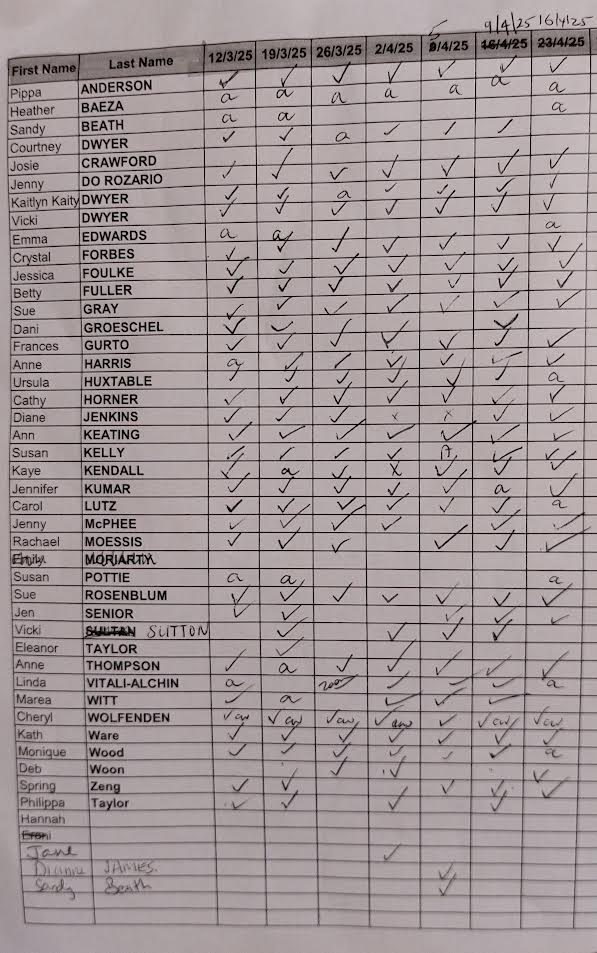 5 9/4/25 16/4/25
First Name Last Name 12/3/25 19/3/25 26/3/25 2/4/25 9/4/25 16/4/25 23/4/25
Pippa ANDERSON ✓ ✓ ✓ ✓ ✓ ✓ ✓
Heather BAEZA a a a a a a a
Sandy BEATH a a a
Courtney DWYER ✓ ✓ a ✓ ✓ ✓
Josie CRAWFORD
Jenny DO ROZARIO ✓ ✓ ✓ ✓ ✓ ✓ ✓
Kaitlyn Kaity DWYER ✓ ✓ a ✓ ✓ ✓ ✓
Vicki DWYER ✓ ✓ ✓ ✓ ✓ ✓ ✓
Emma EDWARDS a a ✓ a
Crystal FORBES ✓ ✓ ✓ ✓ ✓ ✓
Jessica FOULKE ✓ ✓ ✓ ✓ ✓ ✓ ✓
Betty FULLER ✓ ✓ ✓ ✓ ✓ ✓ ✓
Sue GRAY ✓ ✓ ✓ ✓ ✓ ✓ ✓
Dani GROESCHEL ✓ ✓ ✓ ✓
Frances GURTO ✓ ✓ ✓ ✓ ✓ ✓ ✓
Anne HARRIS a ✓ ✓ ✓ ✓ ✓ ✓
Ursula HUXTABLE ✓ ✓ ✓ ✓ ✓ a
Cathy HORNER ✓ ✓ ✓ ✓ ✓ ✓ ✓
Diane JENKINS ✓ ✓ ✓ x x ✓ ✓
Ann KEATING ✓ ✓ ✓ ✓ ✓ ✓ ✓
Susan KELLY ✓ ✓ ✓ ✓ A ✓ ✓
Kaye KENDALL ✓ a ✓ x ✓ ✓ ✓
Jennifer KUMAR ✓ ✓ ✓ ✓ ✓ a ✓
Carol LUTZ ✓ ✓ ✓ ✓ ✓ ✓ a
Jenny McPHEE ✓ ✓ ✓ ✓ ✓ ✓
Rachael MOESSIS ✓ ✓ ✓ ✓ ✓ ✓
Emily MORIARTY
Susan POTTIE a a a
Sue ROSENBLUM ✓ ✓ ✓ ✓ ✓ ✓ ✓
Jen SENIOR ✓ ✓ ✓ ✓ ✓
Vicki SULTAN SUTTON ✓ ✓ ✓ ✓
Eleanor TAYLOR ✓
Anne THOMPSON ✓ a ✓ ✓ ✓ ✓ ✓
Linda VITALI-ALCHIN a ✓ ✓ ✓ a
Marea WITT ✓ a ✓ ✓ ✓
Cheryl WOLFENDEN ✓ aw ✓ aw ✓ aw ✓ aw ✓ ✓ aw ✓ aw
Kath Ware ✓ ✓ ✓ ✓ ✓ ✓ ✓
Monique Wood ✓ ✓ ✓ ✓ ✓ ✓ a
Deb Woon ✓ ✓ ✓
Spring Zeng ✓ ✓ ✓ ✓ ✓
Philippa Taylor ✓ ✓ ✓ ✓
Hannah
Jane ✓
Dianne JAMES. ✓
Sandy Beath ✓